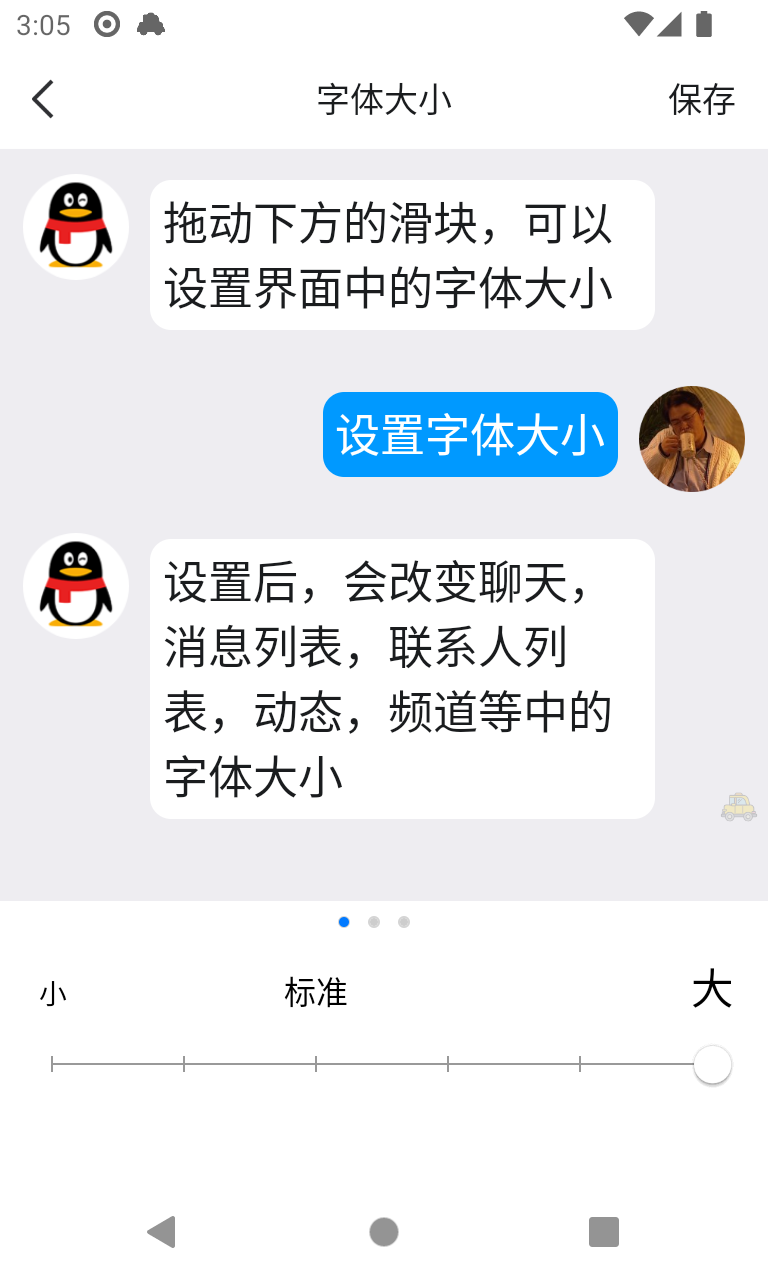 3:05
字体大小 保存
拖动下方的滑块，可以
设置界面中的字体大小
设置字体大小
设置后，会改变聊天，
消息列表，联系人列
表，动态，频道等中的
字体大小
小 标准 大